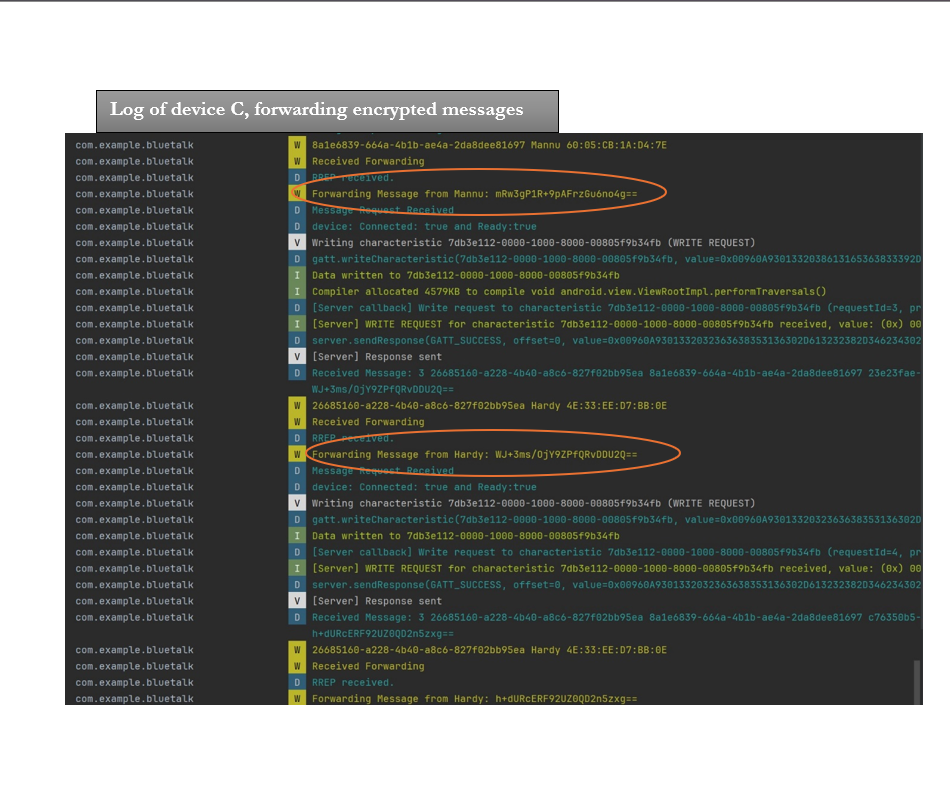 Log of device C, forwarding encrypted messages
com.example.bluetalk W 8a1e6839-664a-4b1b-ae4a-2da8dee81697 Mannu 60:05:CB:1A:D4:7E
com.example.bluetalk W Received Forwarding
com.example.bluetalk D RREP received.
com.example.bluetalk W Forwarding Message from Mannu: mRw3gP1R+9pAFrzGu6no4g==
com.example.bluetalk D Message Request Received
com.example.bluetalk D device: Connected: true and Ready:true
com.example.bluetalk V Writing characteristic 7db3e112-0000-1000-8000-00805f9b34fb (WRITE REQUEST)
com.example.bluetalk D gatt.writeCharacteristic(7db3e112-0000-1000-8000-00805f9b34fb, value=0x00960A930133203861316536383339 2D
com.example.bluetalk I Data written to 7db3e112-0000-1000-8000-00805f9b34fb
com.example.bluetalk I Compiler allocated 4579KB to compile void android.view.ViewRootImpl.performTraversals()
com.example.bluetalk D [Server callback] Write request to characteristic 7db3e112-0000-1000-8000-00805f9b34fb (requestId=3, pr
com.example.bluetalk I [Server] WRITE REQUEST for characteristic 7db3e112-0000-1000-8000-00805f9b34fb received, value: (0x) 00
com.example.bluetalk D server.sendResponse(GATT_SUCCESS, offset=0, value=0x00960A9301332032363638353136302D613232382D346234302
com.example.bluetalk V [Server] Response sent
com.example.bluetalk D Received Message: 3 26685160-a228-4b40-a8c6-827f02bb95ea 8a1e6839-664a-4b1b-ae4a-2da8dee81697 23e23fae-
WJ+3ms/OjY9ZPfQRvDDU2Q==
com.example.bluetalk W 26685160-a228-4b40-a8c6-827f02bb95ea Hardy 4E:33:EE:D7:BB:0E
com.example.bluetalk W Received Forwarding
com.example.bluetalk D RREP received.
com.example.bluetalk W Forwarding Message from Hardy: WJ+3ms/OjY9ZPfQRvDDU2Q==
com.example.bluetalk D Message Request Received
com.example.bluetalk D device: Connected: true and Ready:true
com.example.bluetalk V Writing characteristic 7db3e112-0000-1000-8000-00805f9b34fb (WRITE REQUEST)
com.example.bluetalk D gatt.writeCharacteristic(7db3e112-0000-1000-8000-00805f9b34fb, value=0x00960A9301332032363638353136302D
com.example.bluetalk I Data written to 7db3e112-0000-1000-8000-00805f9b34fb
com.example.bluetalk D [Server callback] Write request to characteristic 7db3e112-0000-1000-8000-00805f9b34fb (requestId=4, pr
com.example.bluetalk I [Server] WRITE REQUEST for characteristic 7db3e112-0000-1000-8000-00805f9b34fb received, value: (0x) 00
com.example.bluetalk D server.sendResponse(GATT_SUCCESS, offset=0, value=0x00960A9301332032363638353136302D613232382D346234302
com.example.bluetalk V [Server] Response sent
com.example.bluetalk D Received Message: 3 26685160-a228-4b40-a8c6-827f02bb95ea 8a1e6839-664a-4b1b-ae4a-2da8dee81697 c76350b5-
h+dURcERF92UZ0QD2n5zxg==
com.example.bluetalk W 26685160-a228-4b40-a8c6-827f02bb95ea Hardy 4E:33:EE:D7:BB:0E
com.example.bluetalk W Received Forwarding
com.example.bluetalk D RREP received.
com.example.bluetalk W Forwarding Message from Hardy: h+dURcERF92UZ0QD2n5zxg==